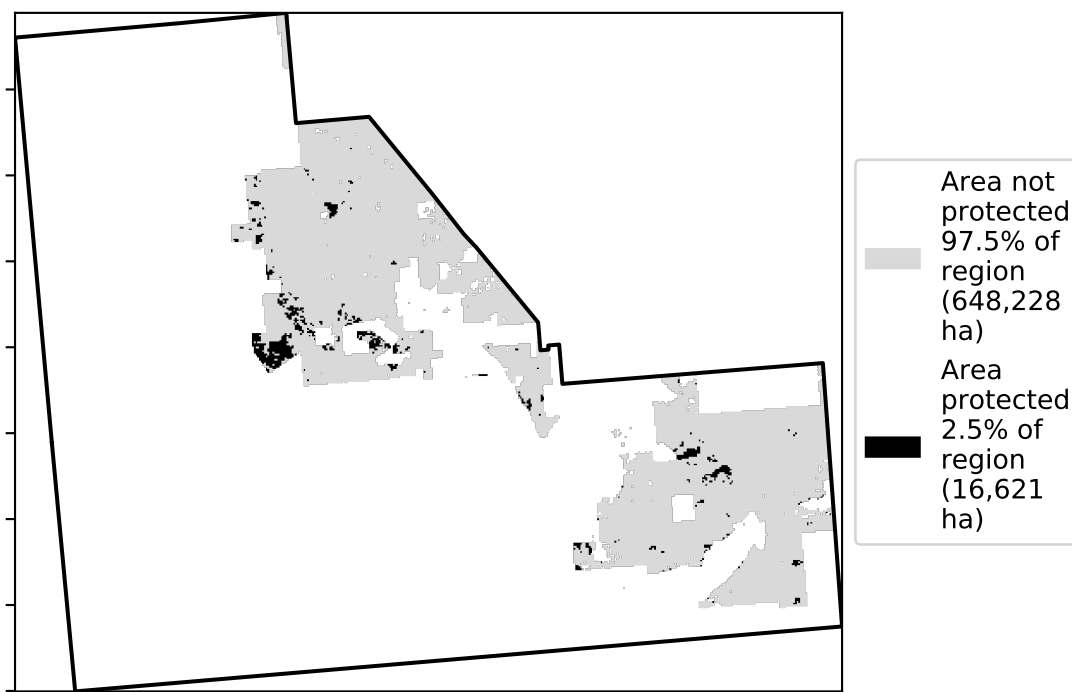 Area not
protected
97.5% of
region
(648,228
ha)
Area
protected
2.5% of
region
(16,621
ha)